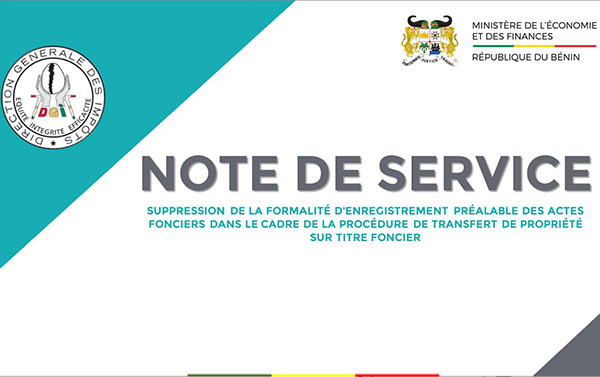 DIRECTION GENERALE DES IMPÔTS
EQUITE INTEGRITE EFFICACITE
DGI
FRATERNITE JUSTICE TRAVAIL
MINISTÈRE DE L'ÉCONOMIE
ET DES FINANCES
RÉPUBLIQUE DU BÉNIN
NOTE DE SERVICE
SUPPRESSION DE LA FORMALITÉ D'ENREGISTREMENT PRÉALABLE DES ACTES
FONCIERS DANS LE CADRE DE LA PROCÉDURE DE TRANSFERT DE PROPRIÉTÉ
SUR TITRE FONCIER